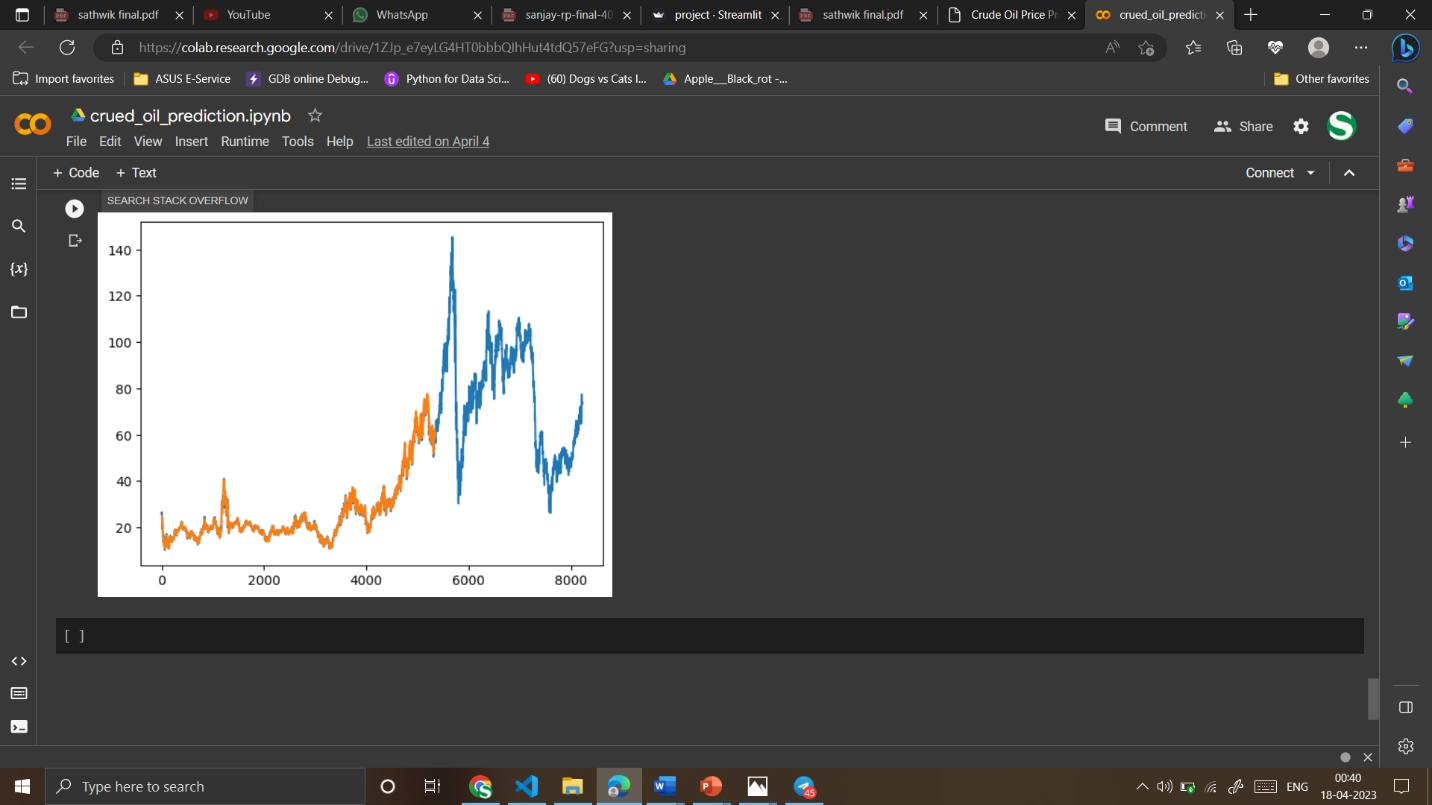 sathwik final.pdf
YouTube
WhatsApp
sanjay-rp-final-40
project · Streamlit
sathwik final.pdf
Crude Oil Price Pr
crued_oil_predicti
https://colab.research.google.com/drive/1ZJp_e7eyLG4HT0bbbQlhHut4tdQ57eFG?usp=sharing
Import favorites
ASUS E-Service
GDB online Debug...
Python for Data Sci...
(60) Dogs vs Cats I...
Apple___Black_rot -...
Other favorites
crued_oil_prediction.ipynb
Comment
Share
File Edit View Insert Runtime Tools Help Last edited on April 4
+ Code + Text
Connect
SEARCH STACK OVERFLOW
140
120
100
80
60
40
20
0 2000 4000 6000 8000
[ ]
Type here to search
45
ENG
00:40
18-04-2023